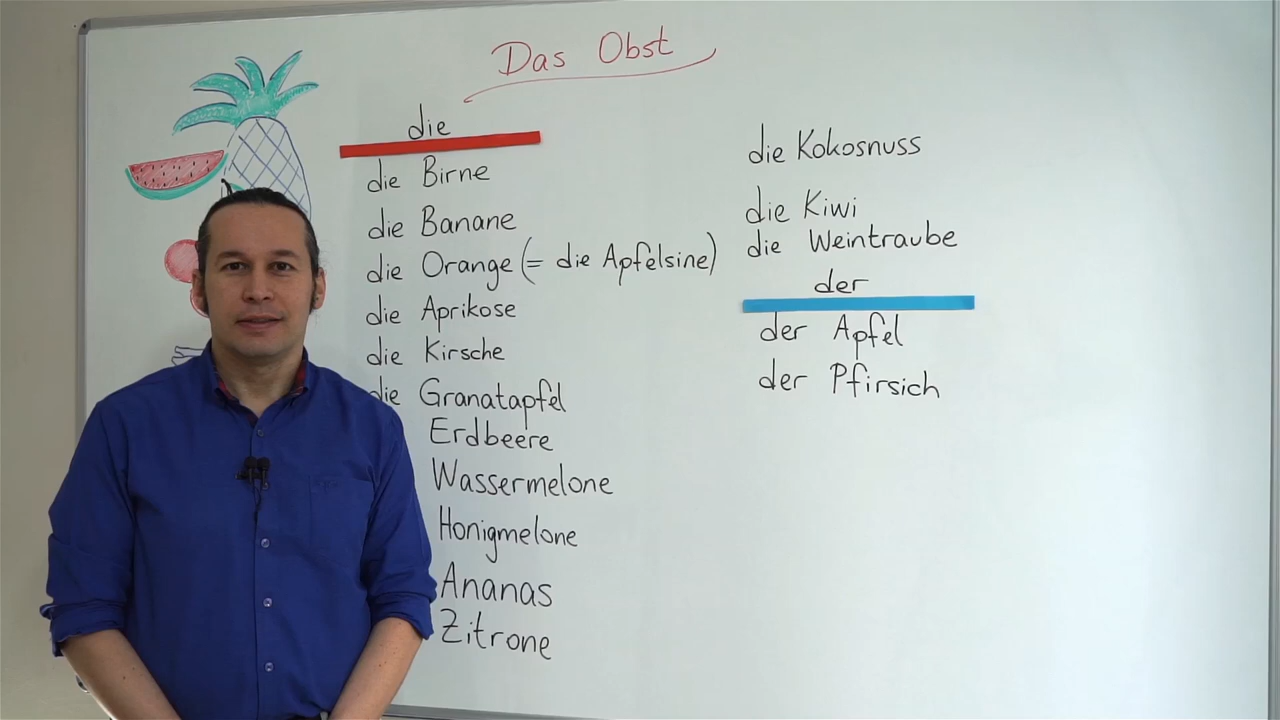 Das Obst
die
die Birne
die Banane
die Orange (= die Apfelsine)
die Aprikose
die Kirsche
die Granatapfel
Erdbeere
Wassermelone
Honigmelone
Ananas
Zitrone
die Kokosnuss
die Kiwi
die Weintraube
der
der Apfel
der Pfirsich